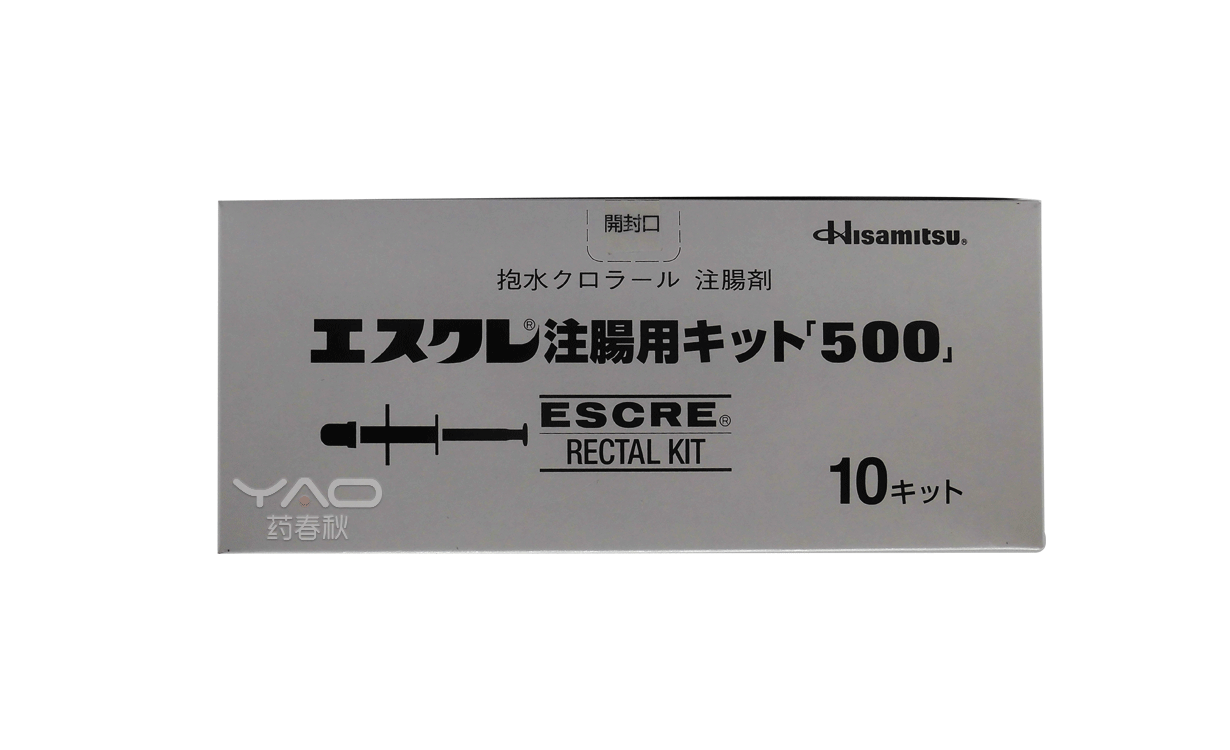 開封口
Hisamitsu®
抱水クロラール 注腸剤
エスクレ®注腸用キット「500」
ESCRE®
RECTAL KIT
10キット
YAO
药春秋